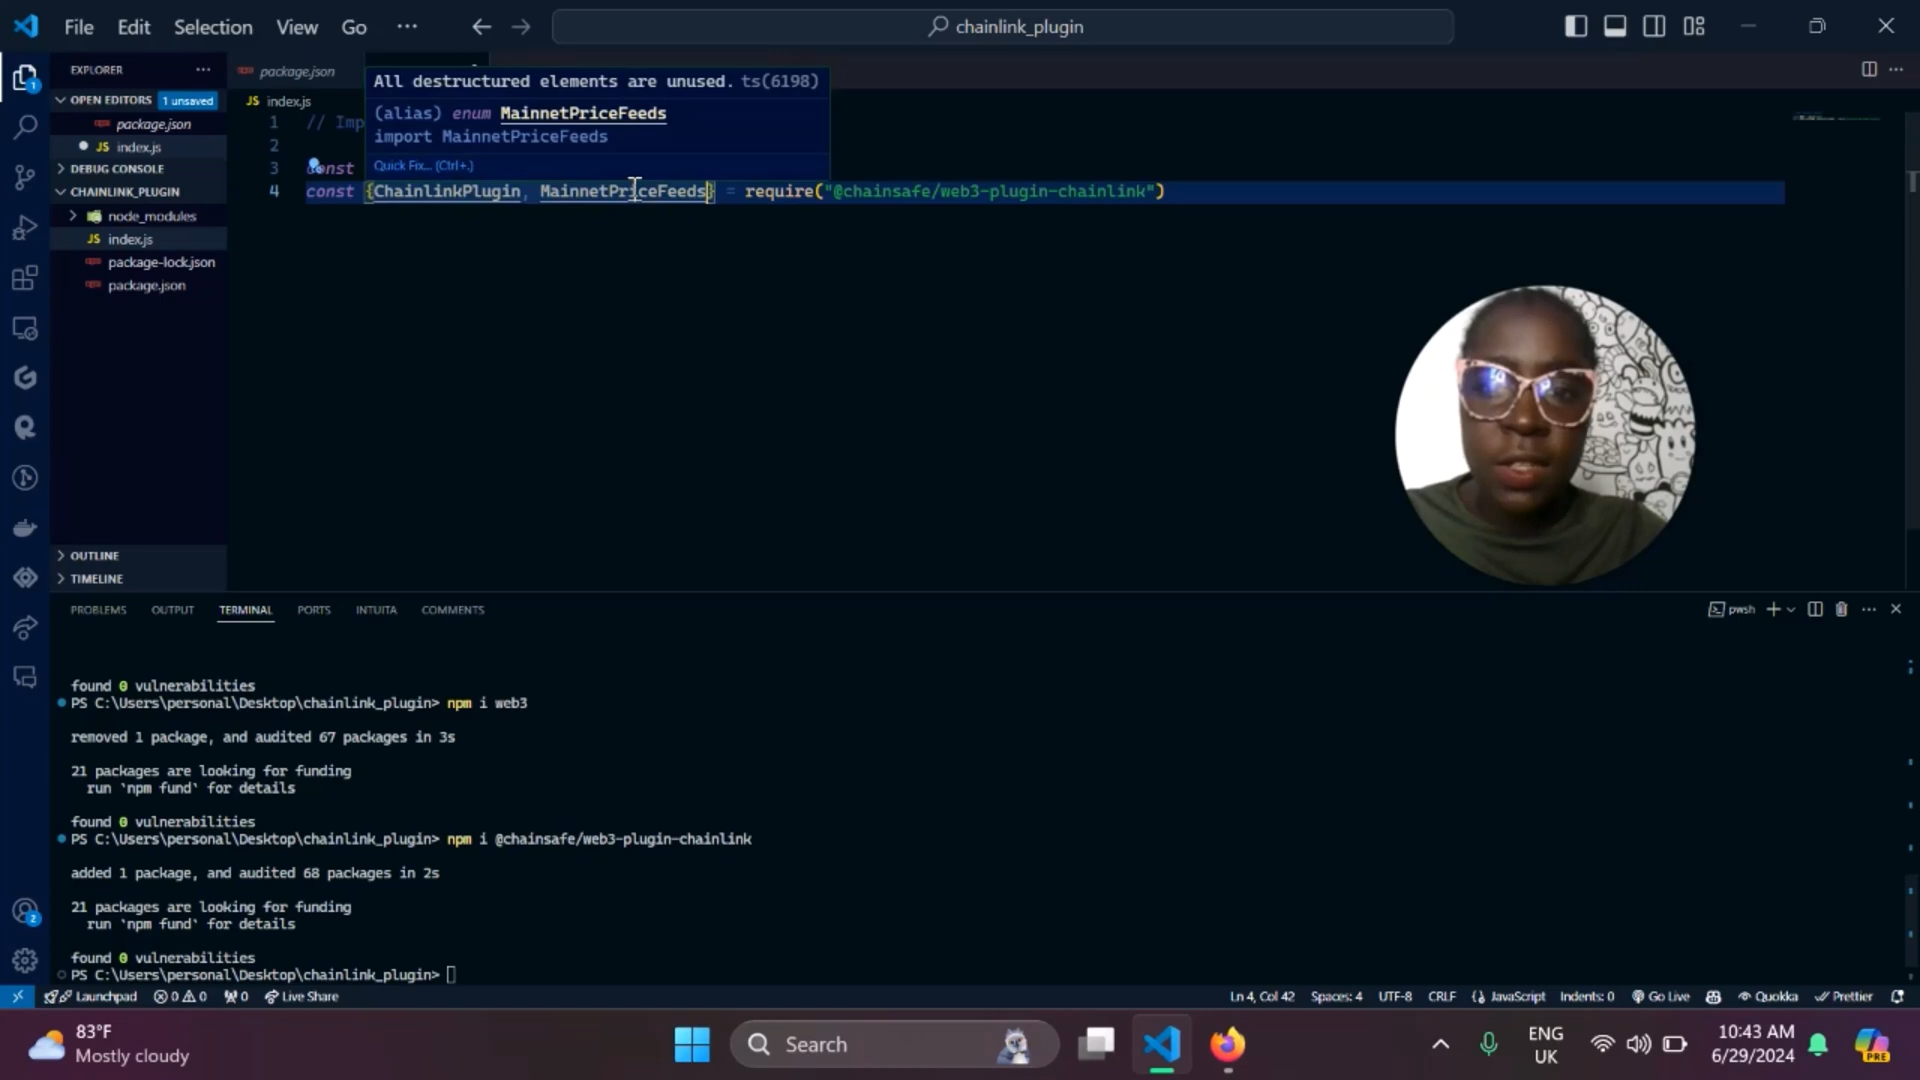 File Edit Selection View Go ··· chainlink_plugin
EXPLORER ···
OPEN EDITORS 1 unsaved
package.json
JS index.js
DEBUG CONSOLE
CHAINLINK_PLUGIN
node_modules
JS index.js
package-lock.json
package.json
OUTLINE
TIMELINE
package.json
JS index.js
All destructured elements are unused. ts(6198)
(alias) enum MainnetPriceFeeds
import MainnetPriceFeeds
Quick Fix... (Ctrl+.)
1 // Imp
2
3 const
4 const {ChainlinkPlugin, MainnetPriceFeeds} = require("@chainsafe/web3-plugin-chainlink")
PROBLEMS OUTPUT TERMINAL PORTS INTUITA COMMENTS
pwsh
found 0 vulnerabilities
PS C:\Users\personal\Desktop\chainlink_plugin> npm i web3
removed 1 package, and audited 67 packages in 3s
21 packages are looking for funding
run `npm fund` for details
found 0 vulnerabilities
PS C:\Users\personal\Desktop\chainlink_plugin> npm i @chainsafe/web3-plugin-chainlink
added 1 package, and audited 68 packages in 2s
21 packages are looking for funding
run `npm fund` for details
found 0 vulnerabilities
PS C:\Users\personal\Desktop\chainlink_plugin>
Launchpad 0 0 0 Live Share Ln 4, Col 42 Spaces: 4 UTF-8 CRLF JavaScript Indents: 0 Go Live Quokka Prettier
1
2
83°F
Mostly cloudy
Search
ENG
UK
10:43 AM
6/29/2024
PRE